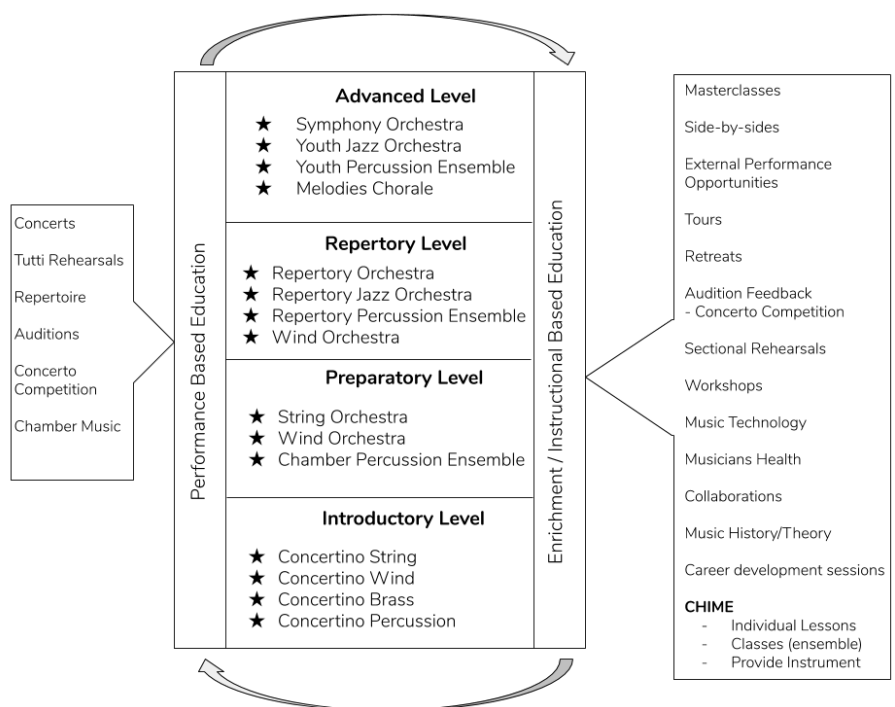 Concerts
Tutti Rehearsals
Repertoire
Auditions
Concerto
Competition
Chamber Music
Performance Based Education
Advanced Level
★ Symphony Orchestra
★ Youth Jazz Orchestra
★ Youth Percussion Ensemble
★ Melodies Chorale
Repertory Level
★ Repertory Orchestra
★ Repertory Jazz Orchestra
★ Repertory Percussion Ensemble
★ Wind Orchestra
Preparatory Level
★ String Orchestra
★ Wind Orchestra
★ Chamber Percussion Ensemble
Introductory Level
★ Concertino String
★ Concertino Wind
★ Concertino Brass
★ Concertino Percussion
Enrichment / Instructional Based Education
Masterclasses
Side-by-sides
External Performance
Opportunities
Tours
Retreats
Audition Feedback
- Concerto Competition
Sectional Rehearsals
Workshops
Music Technology
Musicians Health
Collaborations
Music History/Theory
Career development sessions
CHIME
- Individual Lessons
- Classes (ensemble)
- Provide Instrument